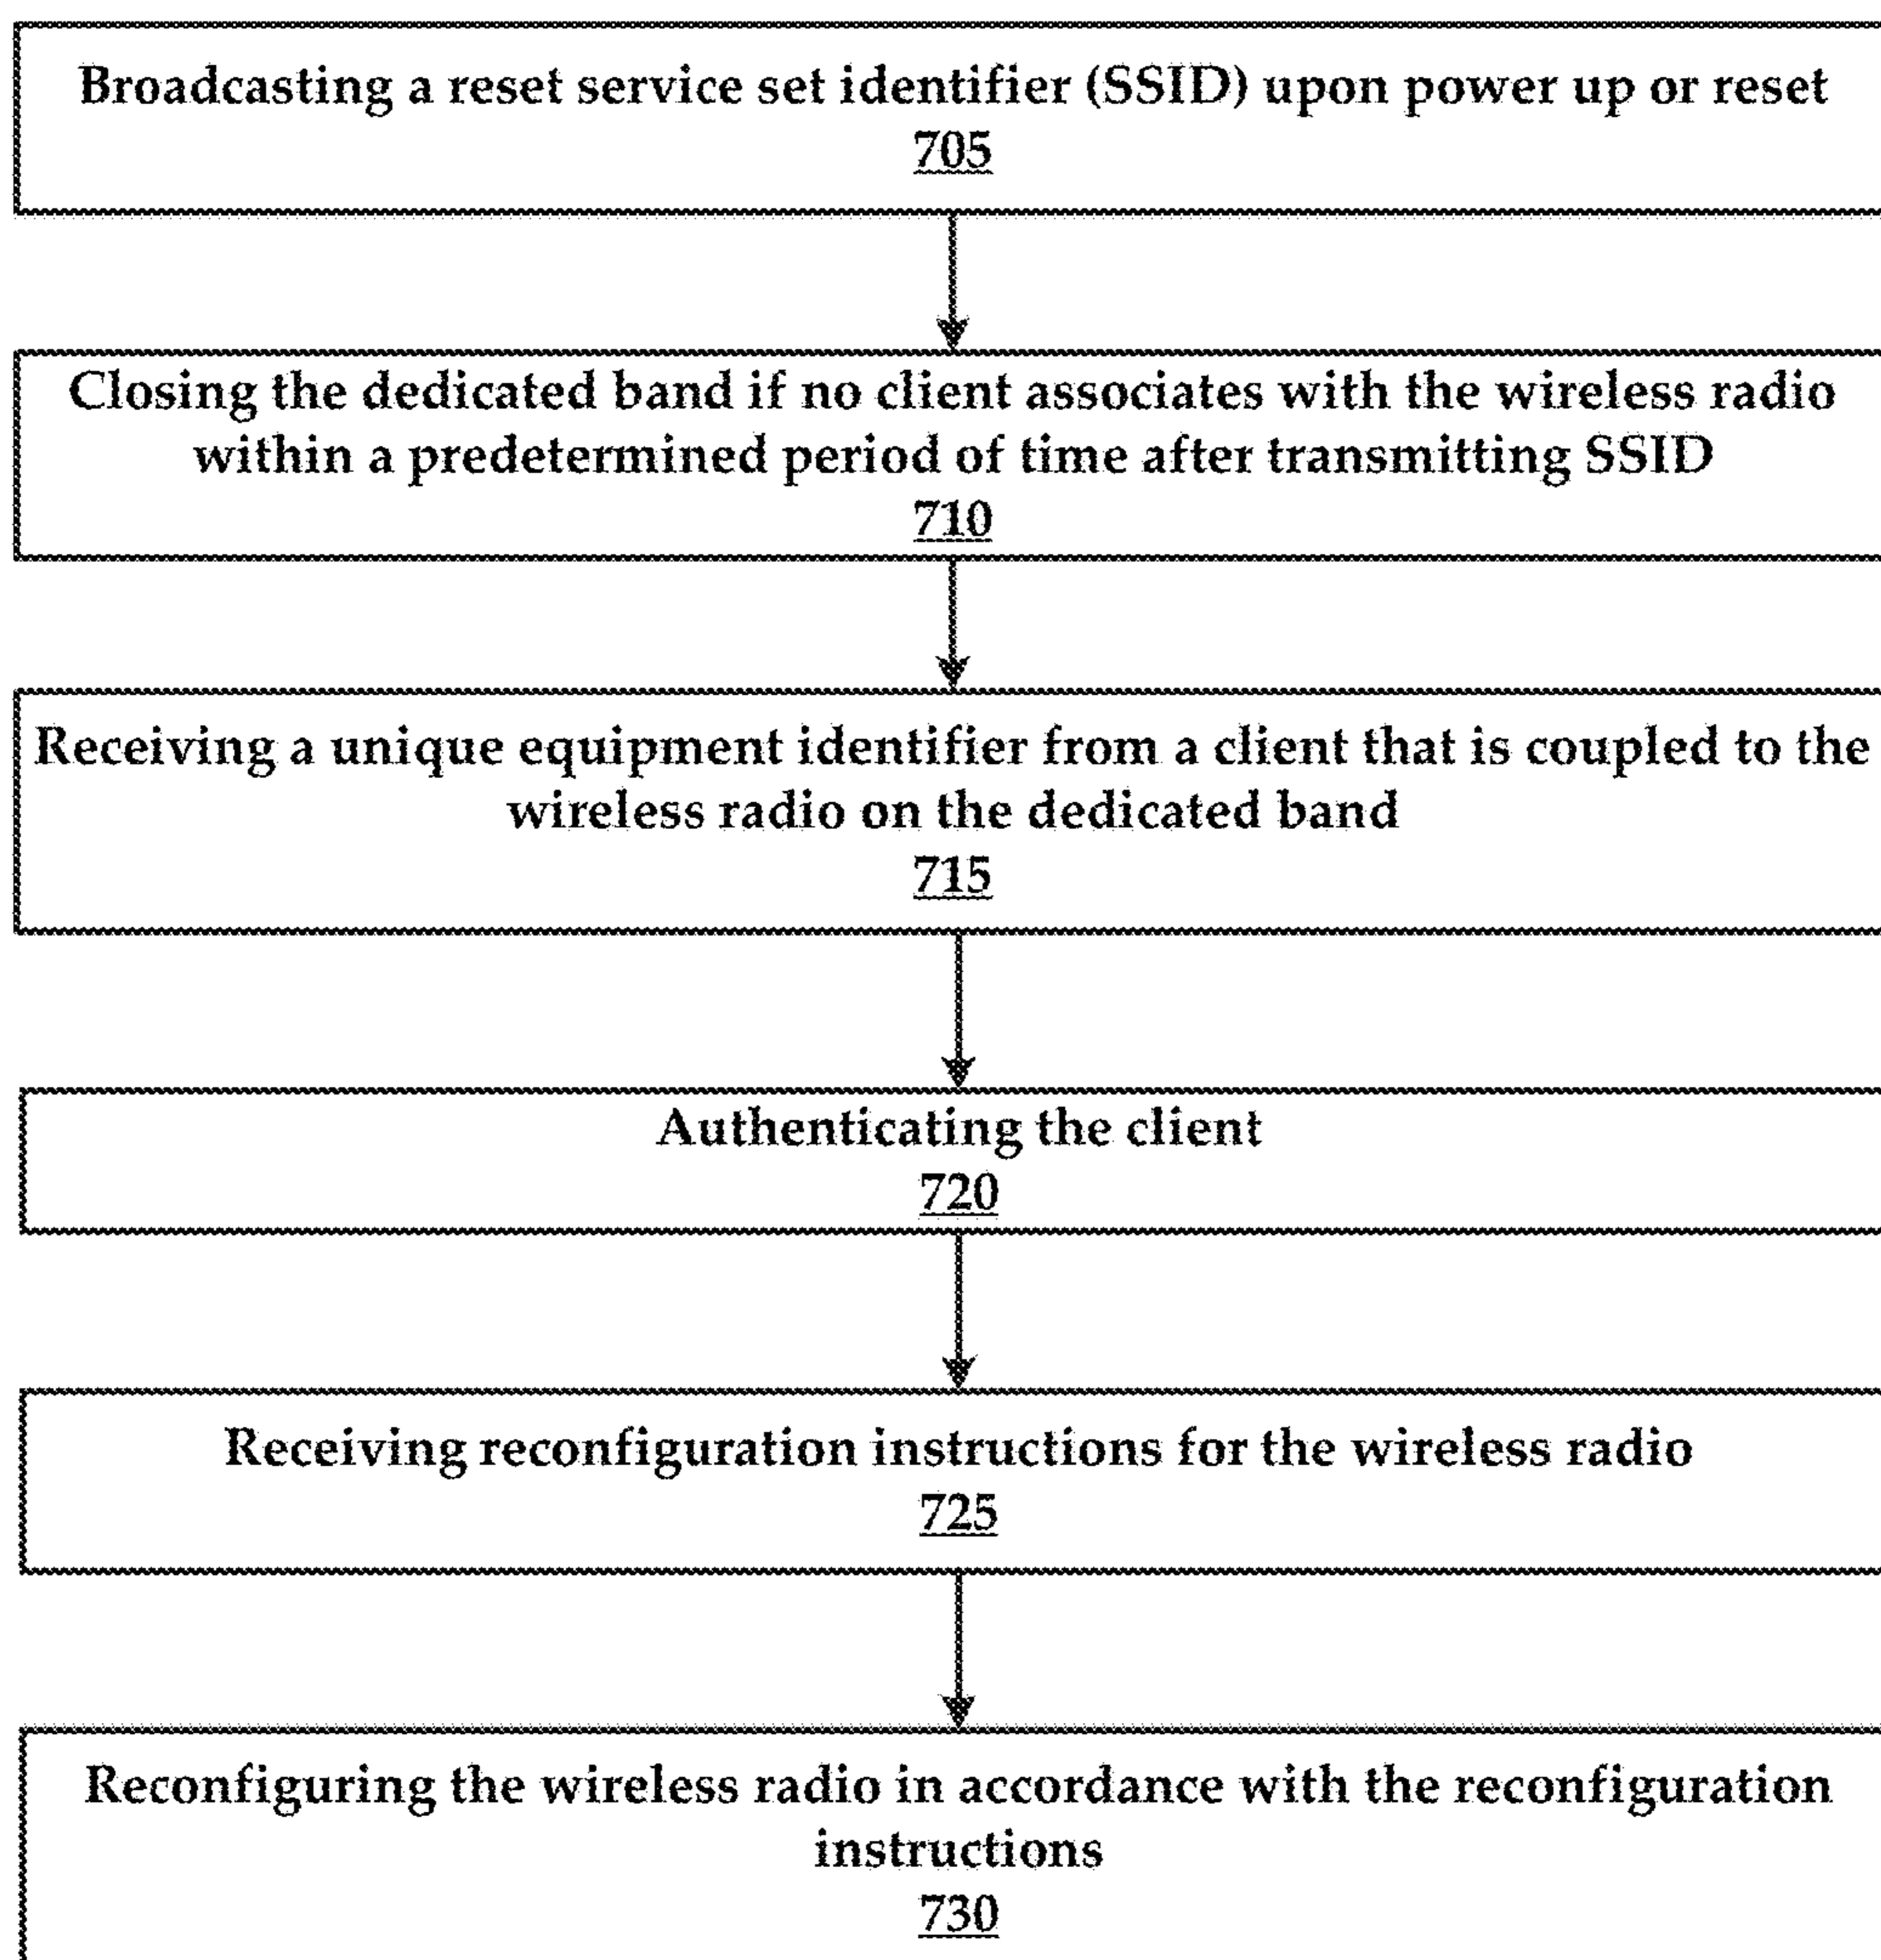 Broadcasting a reset service set identifier (SSID) upon power up or reset
705
Closing the dedicated band if no client associates with the wireless radio
within a predetermined period of time after transmitting SSID
710
Receiving a unique equipment identifier from a client that is coupled to the
wireless radio on the dedicated band
715
Authenticating the client
720
Receiving reconfiguration instructions for the wireless radio
725
Reconfiguring the wireless radio in accordance with the reconfiguration
instructions
730